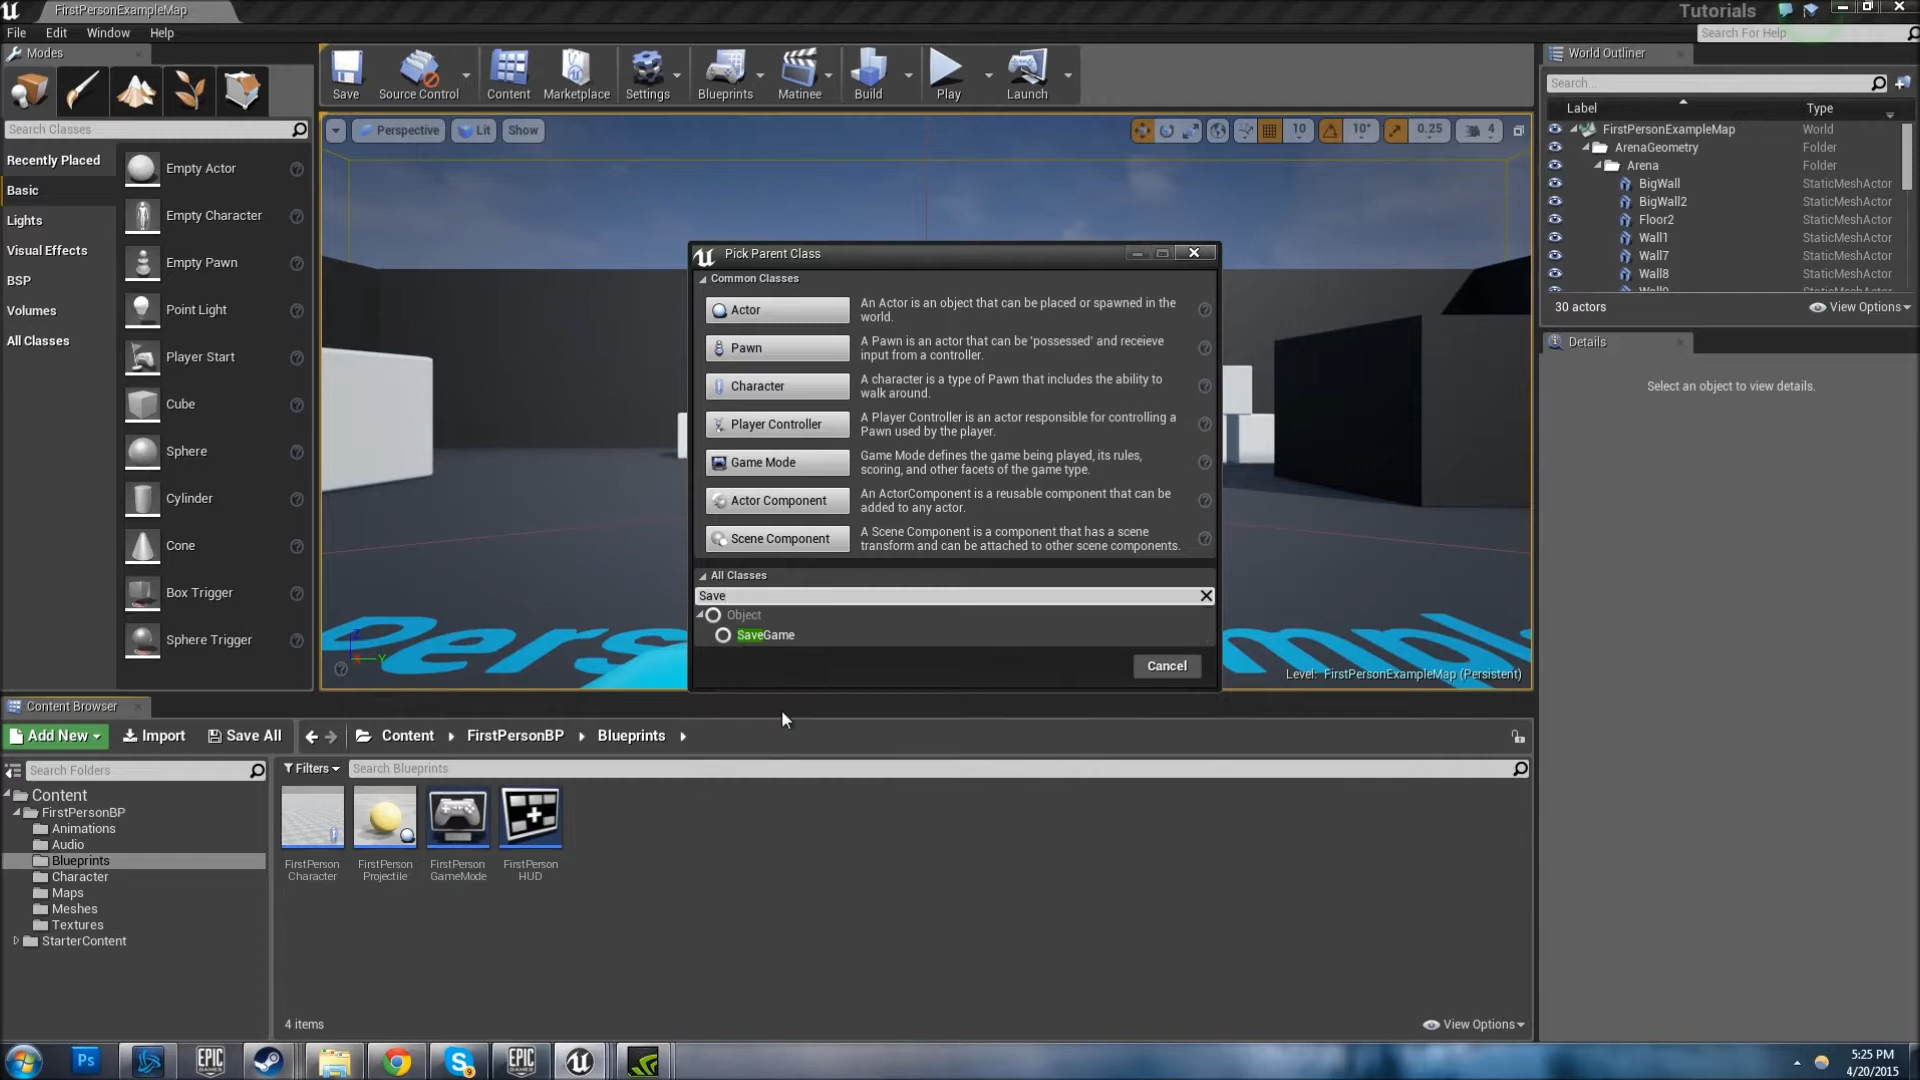 FirstPersonExampleMap
Tutorials
File Edit Window Help
Search For Help
Modes
Save
Source Control
Content
Marketplace
Settings
Blueprints
Matinee
Build
Play
Launch
World Outliner
Search...
Label Type
Search Classes
Perspective Lit Show
10 10° 0.25 4
FirstPersonExampleMap World
ArenaGeometry Folder
Arena Folder
BigWall StaticMeshActor
BigWall2 StaticMeshActor
Floor2 StaticMeshActor
Wall1 StaticMeshActor
Wall7 StaticMeshActor
Wall8 StaticMeshActor
30 actors
View Options
Details
Select an object to view details.
Recently Placed
Basic
Lights
Visual Effects
BSP
Volumes
All Classes
Empty Actor
Empty Character
Empty Pawn
Point Light
Player Start
Cube
Sphere
Cylinder
Cone
Box Trigger
Sphere Trigger
Pick Parent Class
Common Classes
Actor
An Actor is an object that can be placed or spawned in the
world.
Pawn
A Pawn is an actor that can be 'possessed' and receieve
input from a controller.
Character
A character is a type of Pawn that includes the ability to
walk around.
Player Controller
A Player Controller is an actor responsible for controlling a
Pawn used by the player.
Game Mode
Game Mode defines the game being played, its rules,
scoring, and other facets of the game type.
Actor Component
An ActorComponent is a reusable component that can be
added to any actor.
Scene Component
A Scene Component is a component that has a scene
transform and can be attached to other scene components.
All Classes
Save
Object
SaveGame
Cancel
Level: FirstPersonExampleMap (Persistent)
Content Browser
Add New Import Save All Content FirstPersonBP Blueprints
Search Folders
Filters Search Blueprints
Content
FirstPersonBP
Animations
Audio
Blueprints
Character
Maps
Meshes
Textures
StarterContent
FirstPerson
Character
FirstPerson
Projectile
FirstPerson
GameMode
FirstPerson
HUD
4 items
View Options
Ps
EPIC
GAMES
EPIC
GAMES
5:25 PM
4/20/2015